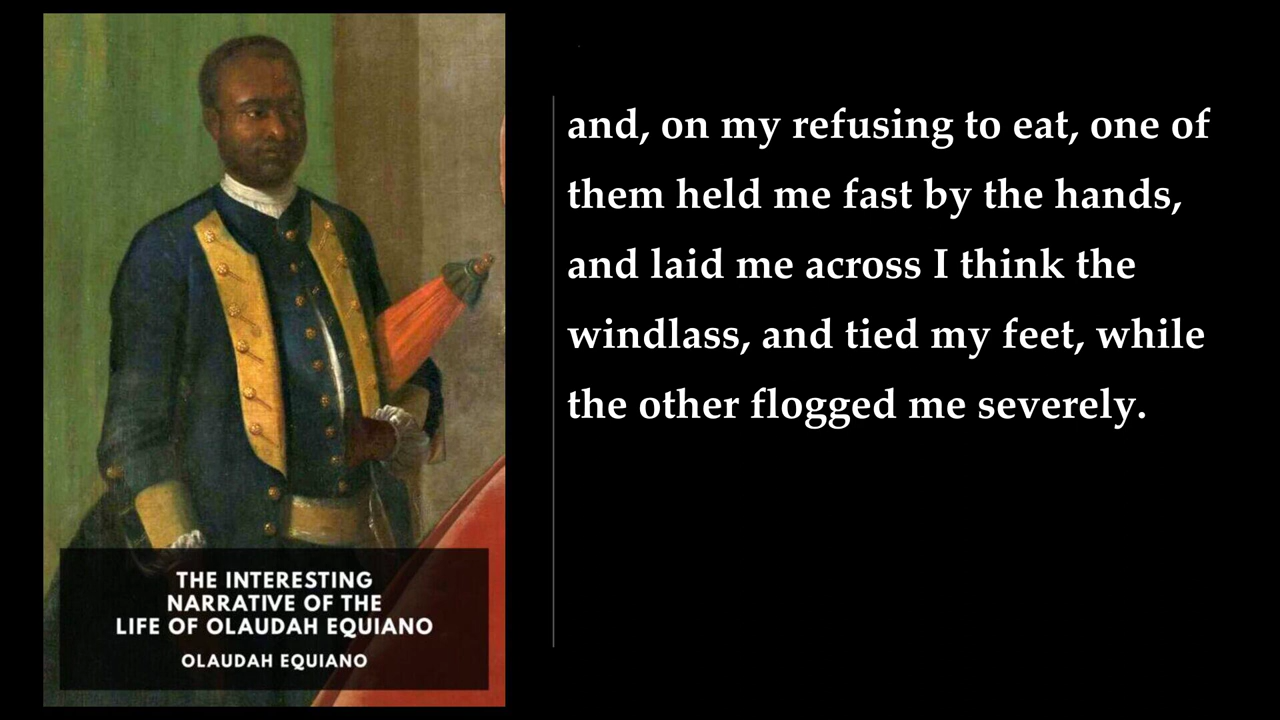 THE INTERESTING
NARRATIVE OF THE
LIFE OF OLAUDAH EQUIANO
OLAUDAH EQUIANO
and, on my refusing to eat, one of
them held me fast by the hands,
and laid me across I think the
windlass, and tied my feet, while
the other flogged me severely.